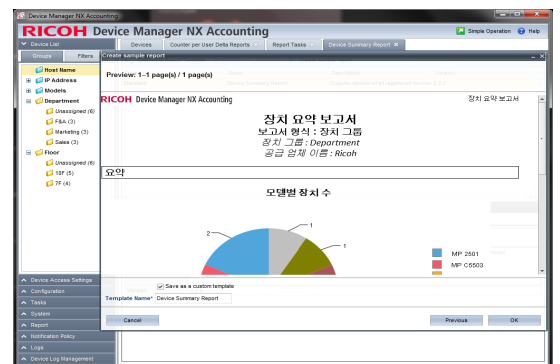 Device Manager NX Accounting
RICOH Device Manager NX Accounting
Simple Operation
Help
Device List
Devices
Counter per User Delta Reports
Report Tasks
Device Summary Report
Groups
Filters
Create sample report
Host Name
IP Address
Models
Department
Unassigned (6)
F&A (3)
Marketing (3)
Sales (3)
Floor
Unassigned (6)
10F (5)
7F (4)
Preview: 1–1 page(s) / 1 page(s)
RICOH Device Manager NX Accounting
장치 요약 보고서
장치 요약 보고서
보고서 형식 : 장치 그룹
장치 그룹 : Department
공급 업체 이름 : Ricoh
요약
모델별 장치 수
2
1
1
MP 2501
MP C5503
Save as a custom template
Template Name* Device Summary Report
Cancel
Previous
OK
Device Access Settings
Configuration
Tasks
System
Report
Notification Policy
Logs
Device Log Management